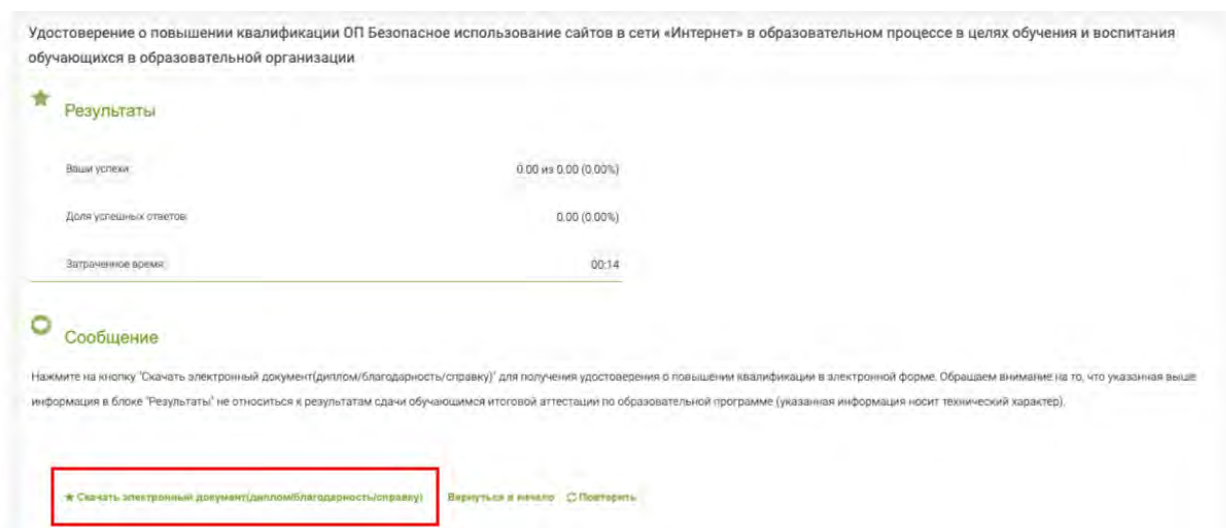 Удостоверение о повышении квалификации ОП Безопасное использование сайтов в сети «Интернет» в образовательном процессе в целях обучения и воспитания
обучающихся в образовательной организации
Результаты
Ваши успехи: 0.00 из 0.00 (0.00%)
Доля успешных ответов: 0.00 (0.00%)
Затраченное время: 00:14
Сообщение
Нажмите на кнопку "Скачать электронный документ(диплом/благодарность/справку)" для получения удостоверения о повышении квалификации в электронной форме. Обращаем внимание на то, что указанная выше
информация в блоке "Результаты" не относиться к результатам сдачи обучающимся итоговой аттестации по образовательной программе (указанная информация носит технический характер).
Скачать электронный документ(диплом/благодарность/справку) Вернуться в начало Повторить